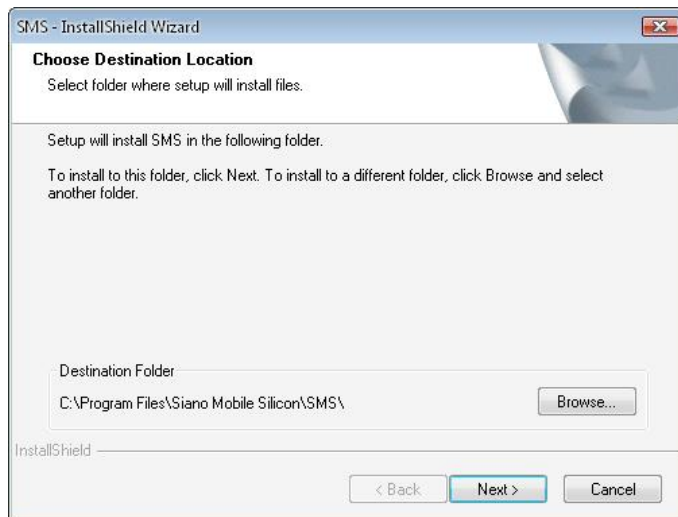 SMS - InstallShield Wizard
Choose Destination Location
Select folder where setup will install files.
Setup will install SMS in the following folder.
To install to this folder, click Next. To install to a different folder, click Browse and select
another folder.
Destination Folder
C:\Program Files\Siano Mobile Silicon\SMS\
Browse...
InstallShield
< Back
Next >
Cancel